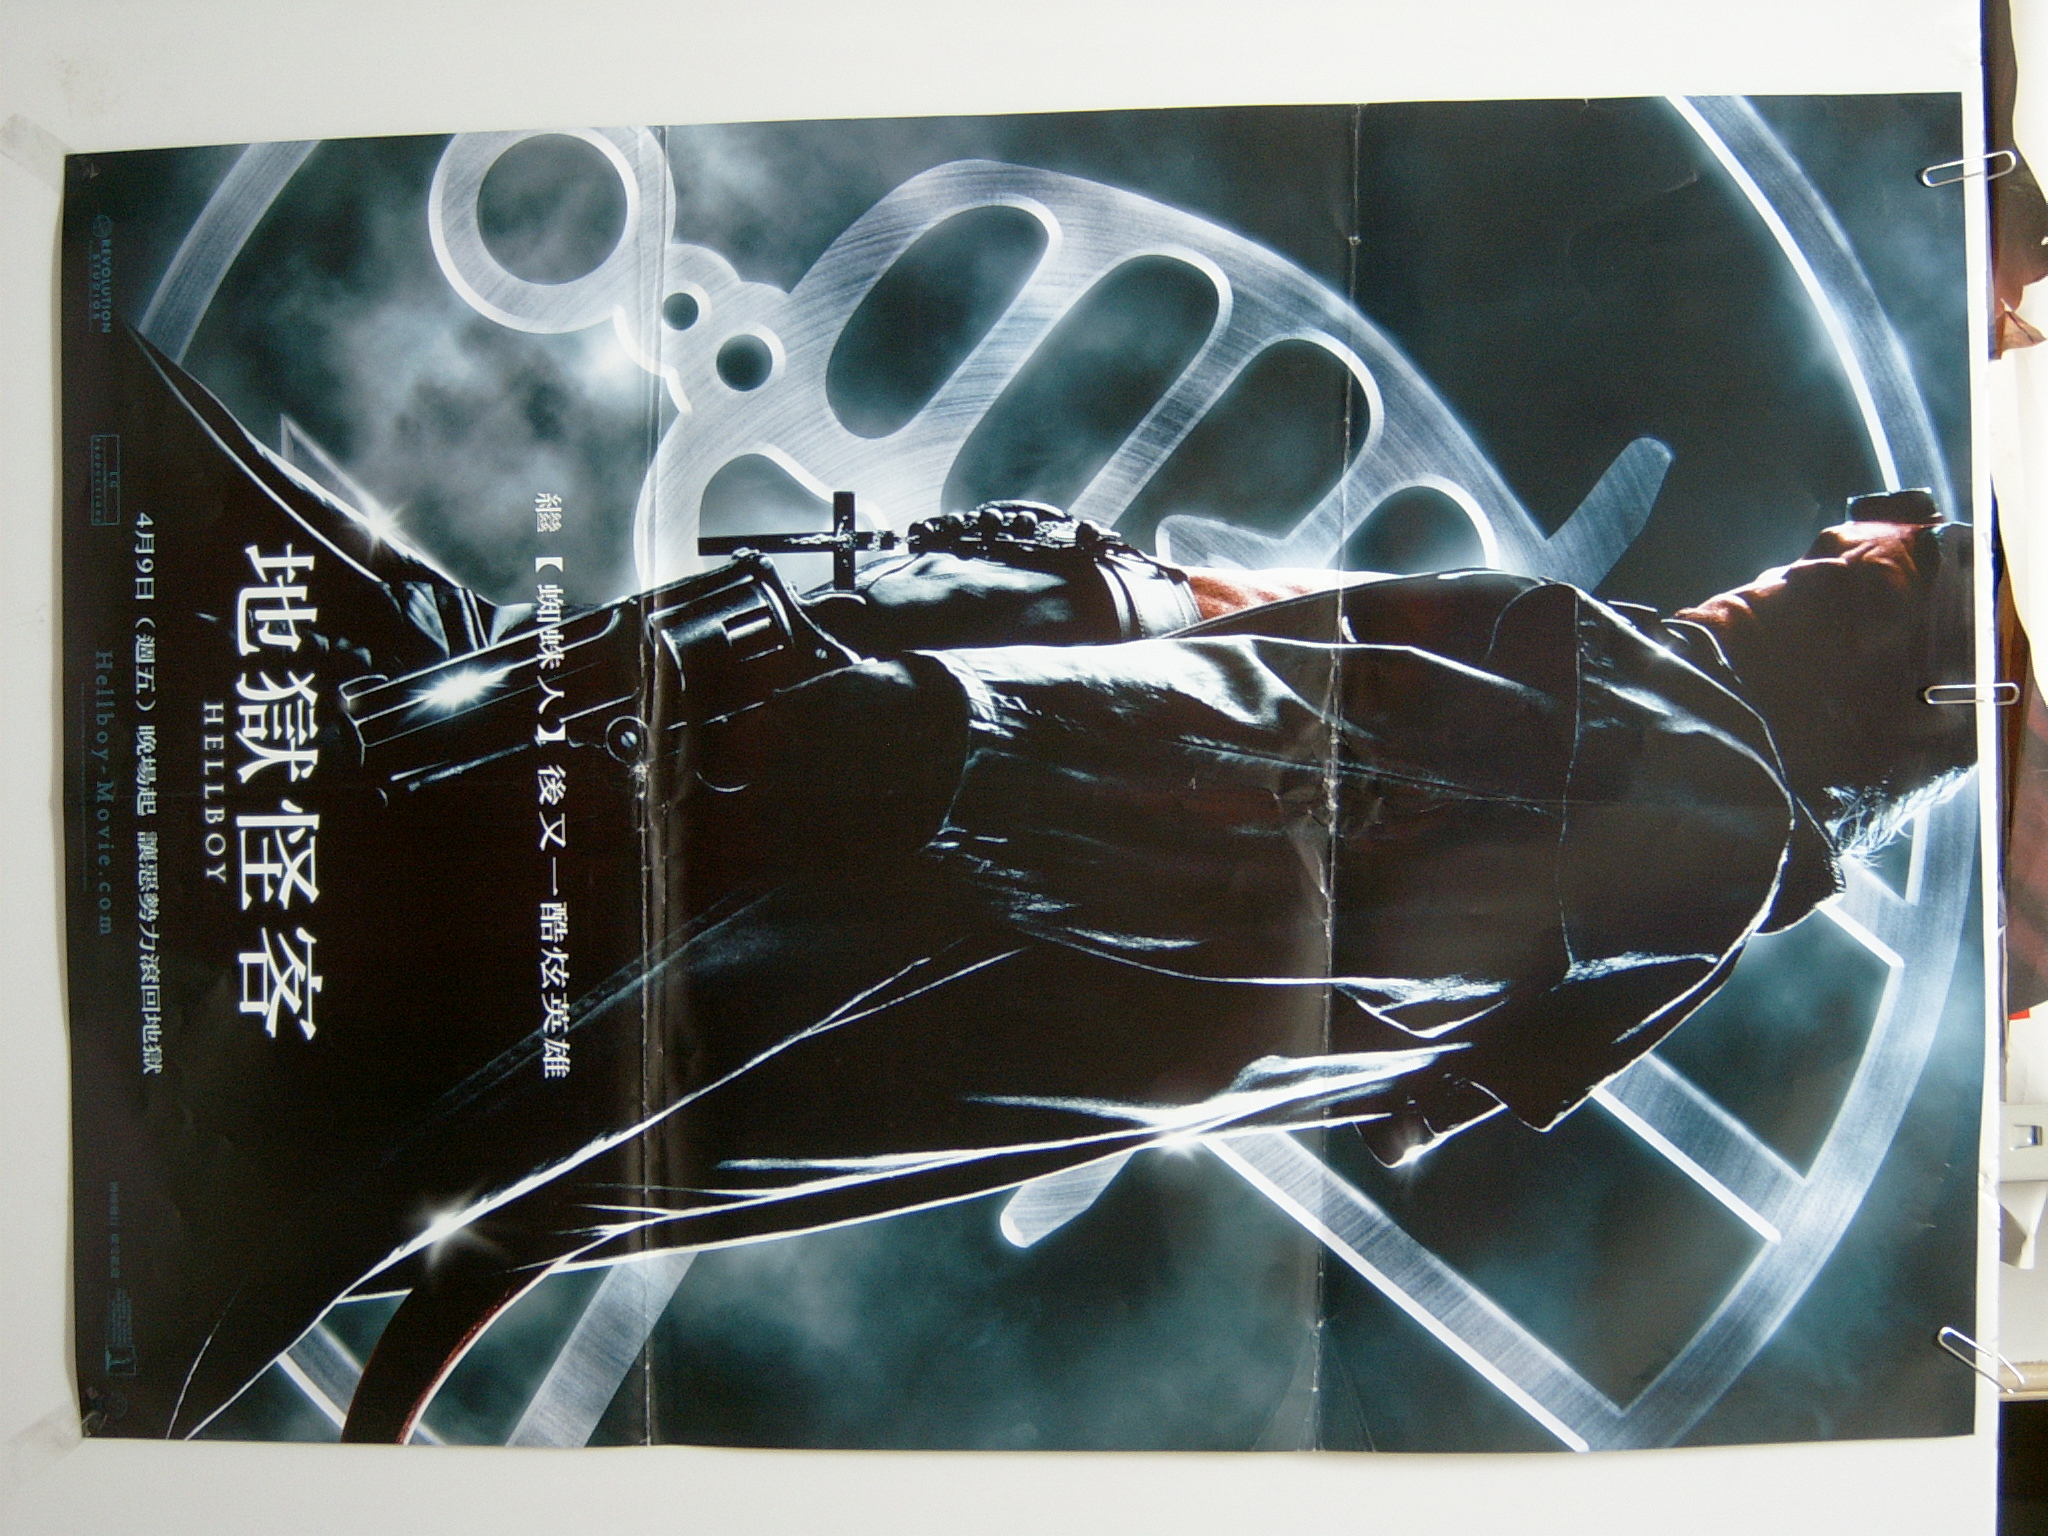 繼【蜘蛛人】後又一酷炫英雄
地獄怪客
HELLBOY
4月9日（週五）晚場起 讓惡勢力滾回地獄
REVOLUTION
STUDIOS
LG
PRODUCTIONS
Hellboy-Movie.com